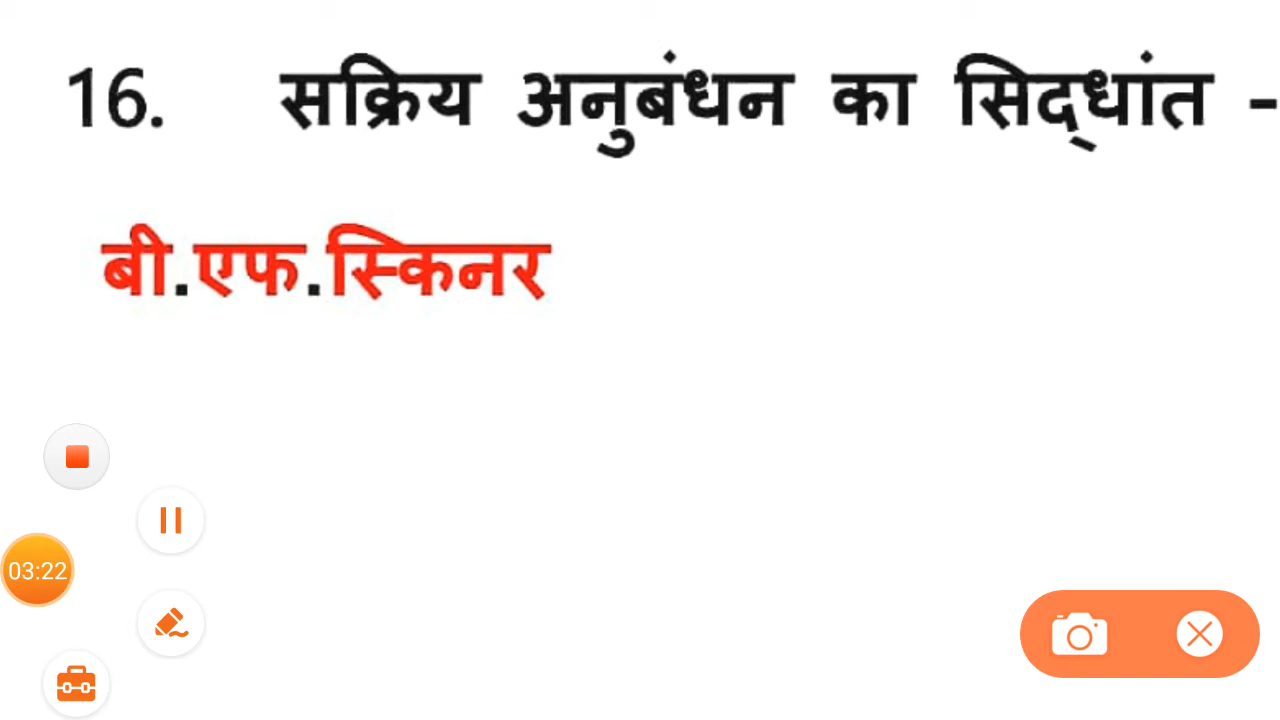 16. सक्रिय अनुबंधन का सिद्‌धांत -
बी.एफ.स्किनर
03:22